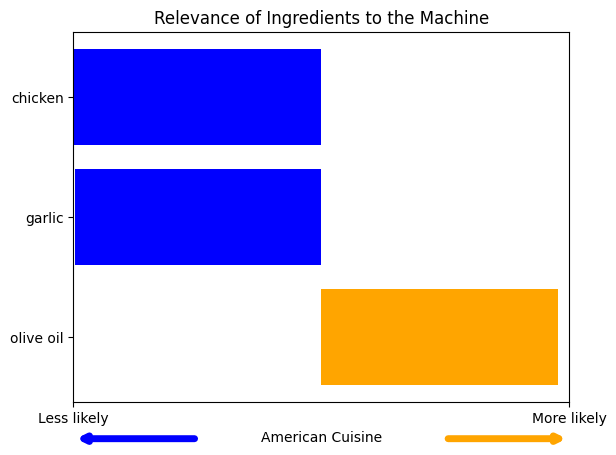 Relevance of Ingredients to the Machine
chicken
garlic
olive oil
Less likely
More likely
American Cuisine